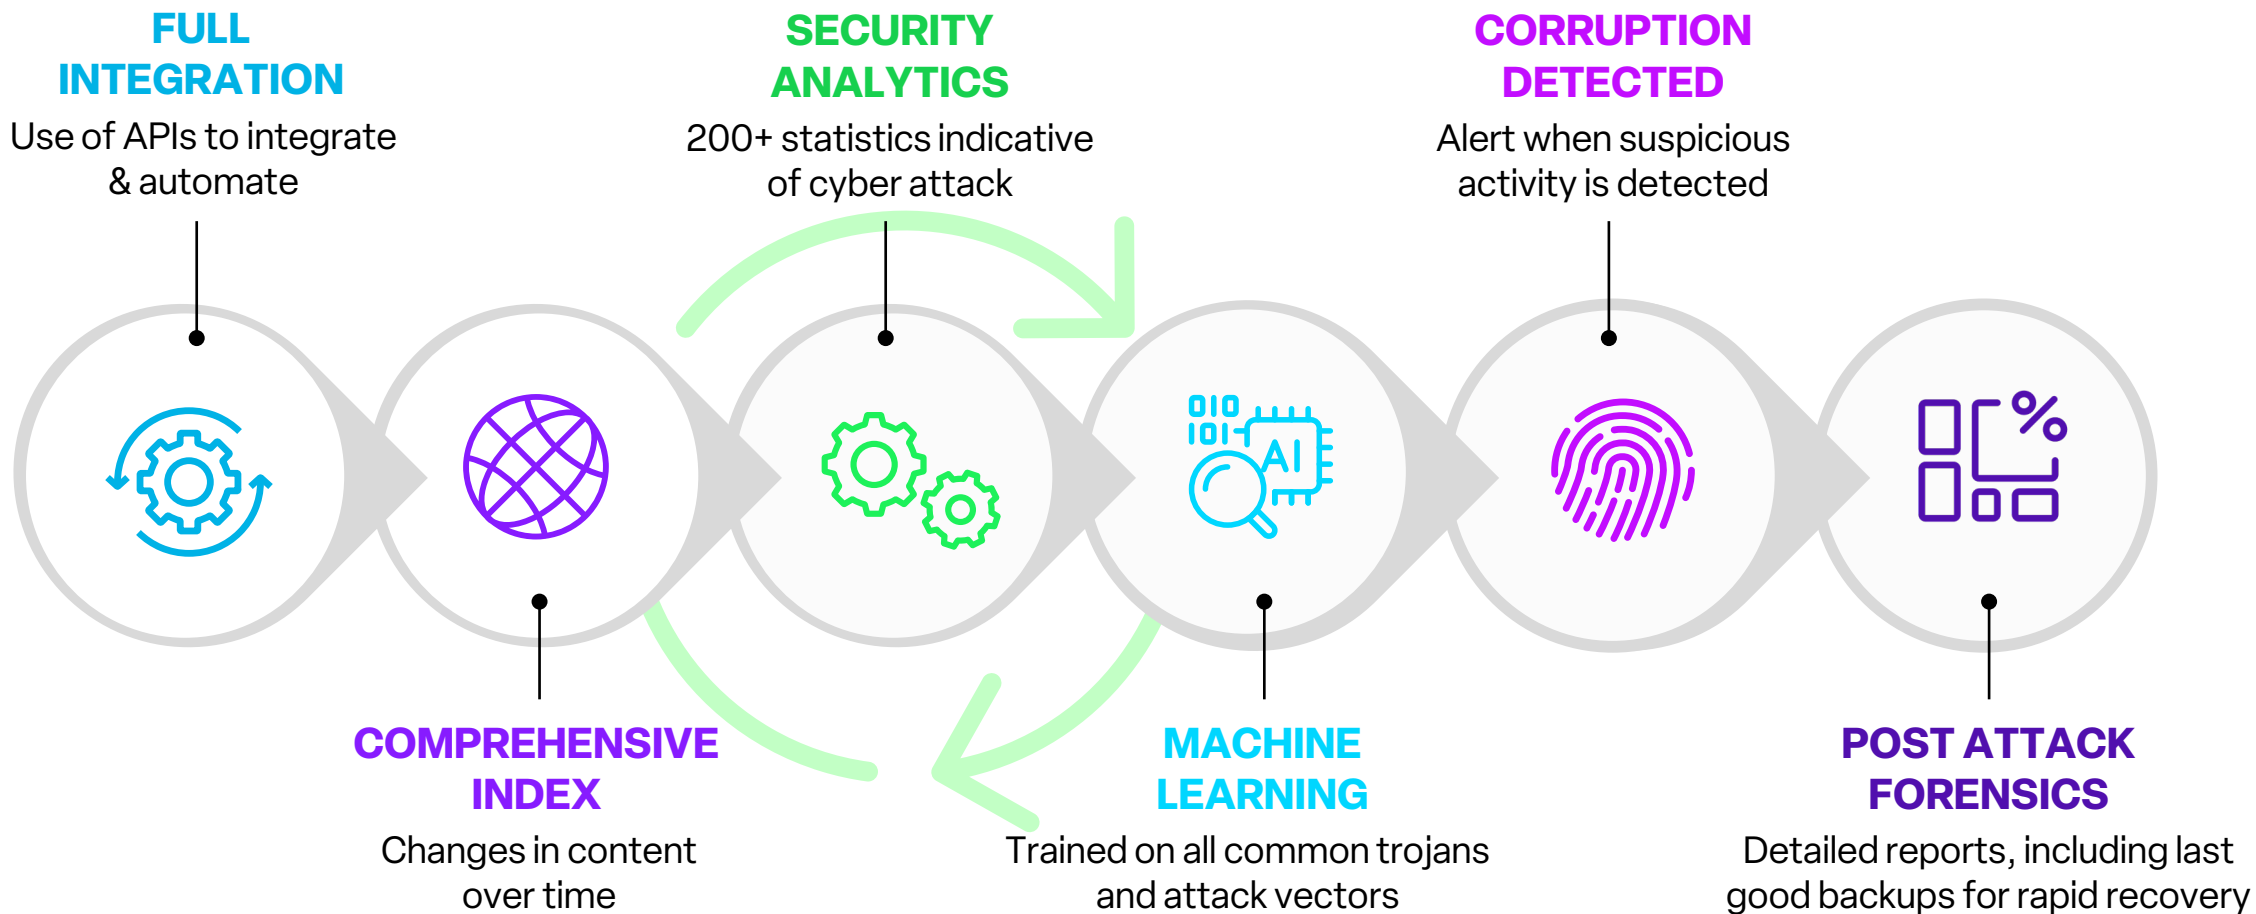 FULL
INTEGRATION
Use of APIs to integrate
& automate
SECURITY
ANALYTICS
200+ statistics indicative
of cyber attack
CORRUPTION
DETECTED
Alert when suspicious
activity is detected
010
101
AI
%
COMPREHENSIVE
INDEX
Changes in content
over time
MACHINE
LEARNING
Trained on all common trojans
and attack vectors
POST ATTACK
FORENSICS
Detailed reports, including last
good backups for rapid recovery